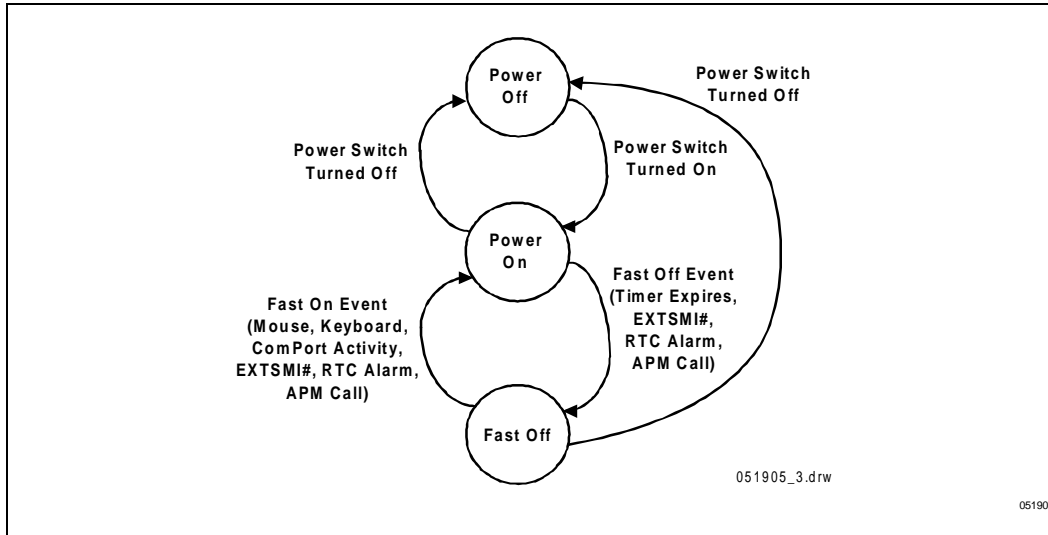 Power
Off
Power Switch
Turned Off
Power Switch
Turned Off
Power Switch
Turned On
Power
On
Fast On Event
(Mouse, Keyboard,
ComPort Activity,
EXTSMI#, RTC Alarm,
APM Call)
Fast Off Event
(Timer Expires,
EXTSMI#,
RTC Alarm,
APM Call)
Fast Off
051905_3.drw
05190